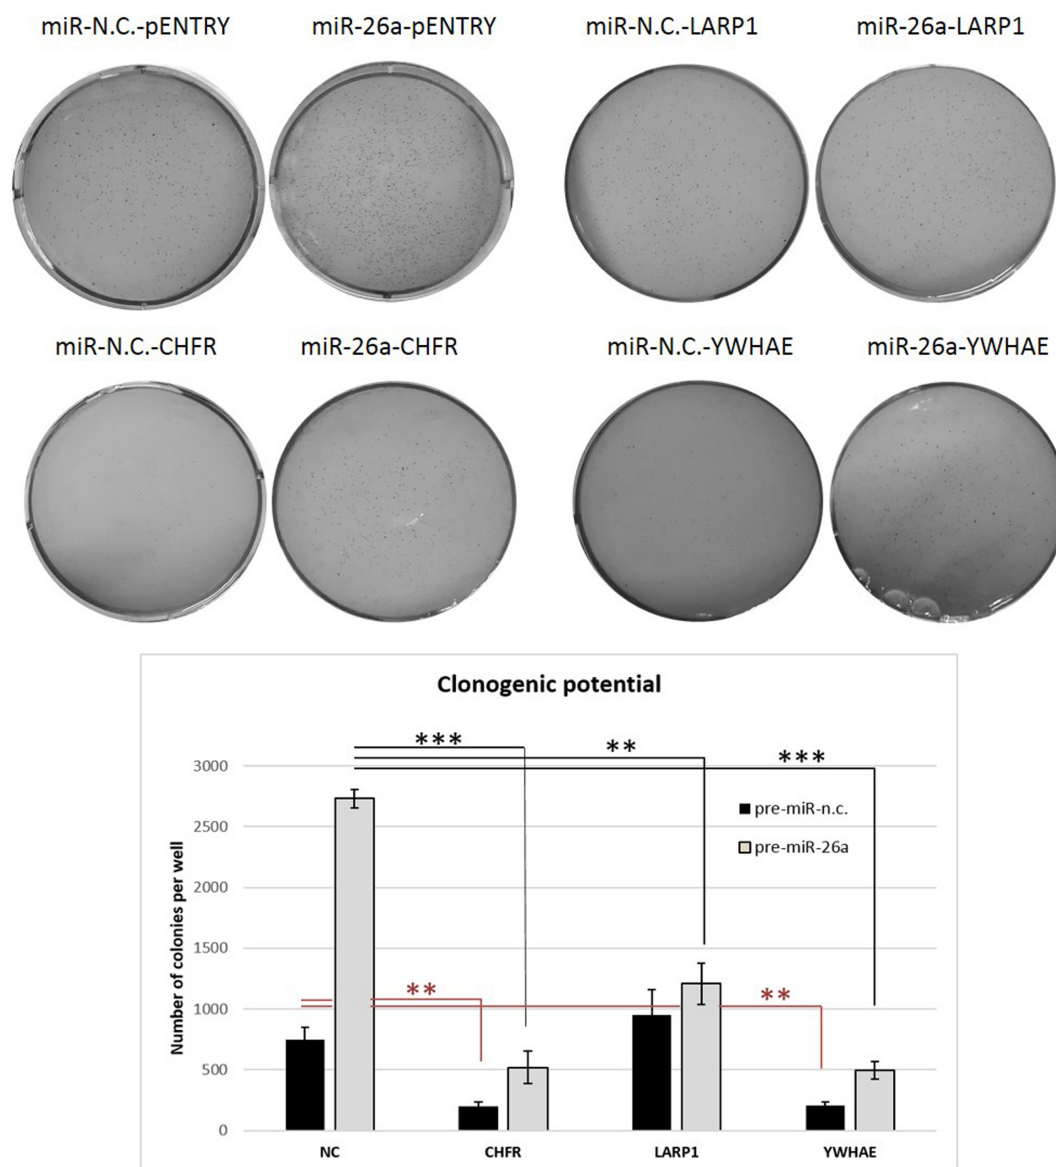 miR-N.C.-pENTRY miR-26a-pENTRY miR-N.C.-LARP1 miR-26a-LARP1
miR-N.C.-CHFR miR-26a-CHFR miR-N.C.-YWHAE miR-26a-YWHAE
Clonogenic potential
*** ** ***
3000
2500
2000
1500
1000
500
0
Number of colonies per well
pre-miR-n.c.
pre-miR-26a
** **
NC CHFR LARP1 YWHAE